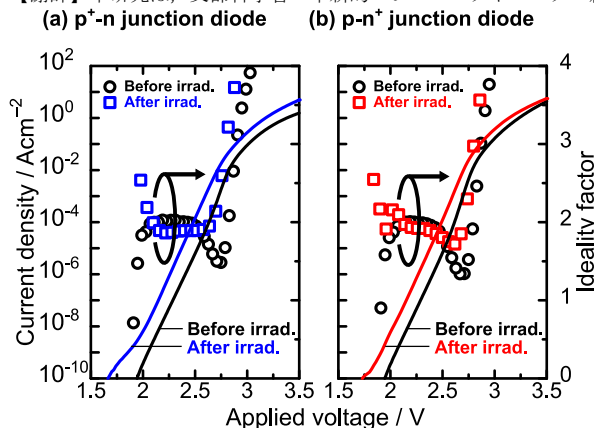 (a) p⁺-n junction diode
(b) p-n⁺ junction diode
Current density / Acm⁻²
10²
10⁰
10⁻²
10⁻⁴
10⁻⁶
10⁻⁸
10⁻¹⁰
Before irrad.
After irrad.
Before irrad.
After irrad.
1.5 2 2.5 3 3.5
Before irrad.
After irrad.
Before irrad.
After irrad.
1.5 2 2.5 3 3.5
4
3
2
1
0
Ideality factor
Applied voltage / V